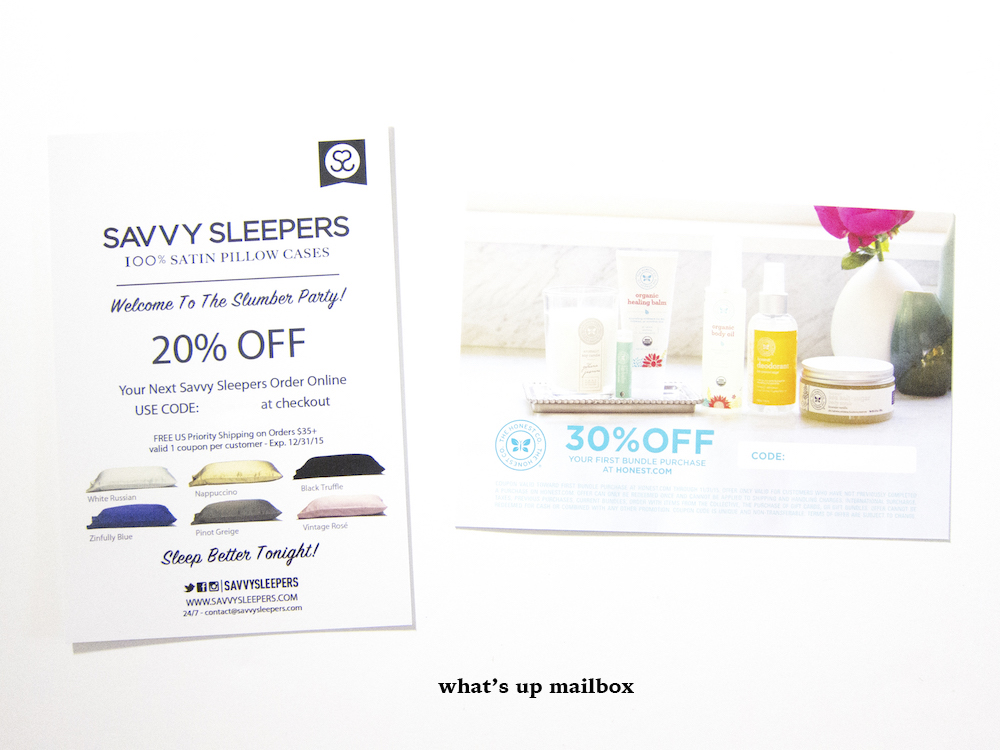 SAVVY SLEEPERS
100% SATIN PILLOW CASES
Welcome To The Slumber Party!
20% OFF
Your Next Savvy Sleepers Order Online
USE CODE: at checkout
FREE US Priority Shipping on Orders $35+
valid 1 coupon per customer - Exp. 12/31/15
White Russian
Nappuccino
Black Truffle
Zinfully Blue
Pinot Greige
Vintage Rosé
Sleep Better Tonight!
SAVVYSLEEPERS
WWW.SAVVYSLEEPERS.COM
24/7 - contact@savvysleepers.com
organic
healing balm
organic
body oil
deodorant
THE HONEST CO.
THE HONEST CO.
30%OFF
YOUR FIRST BUNDLE PURCHASE
AT HONEST.COM
CODE:
what's up mailbox